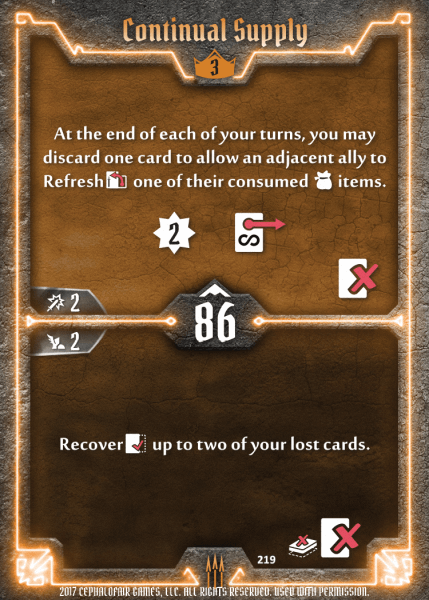 Continual Supply
3
At the end of each of your turns, you may
discard one card to allow an adjacent ally to
Refresh one of their consumed items.
2
2
86
2
Recover up to two of your lost cards.
219
2017 CEPHALOFAIR GAMES, LLC. ALL RIGHTS RESERVED. USED WITH PERMISSION.